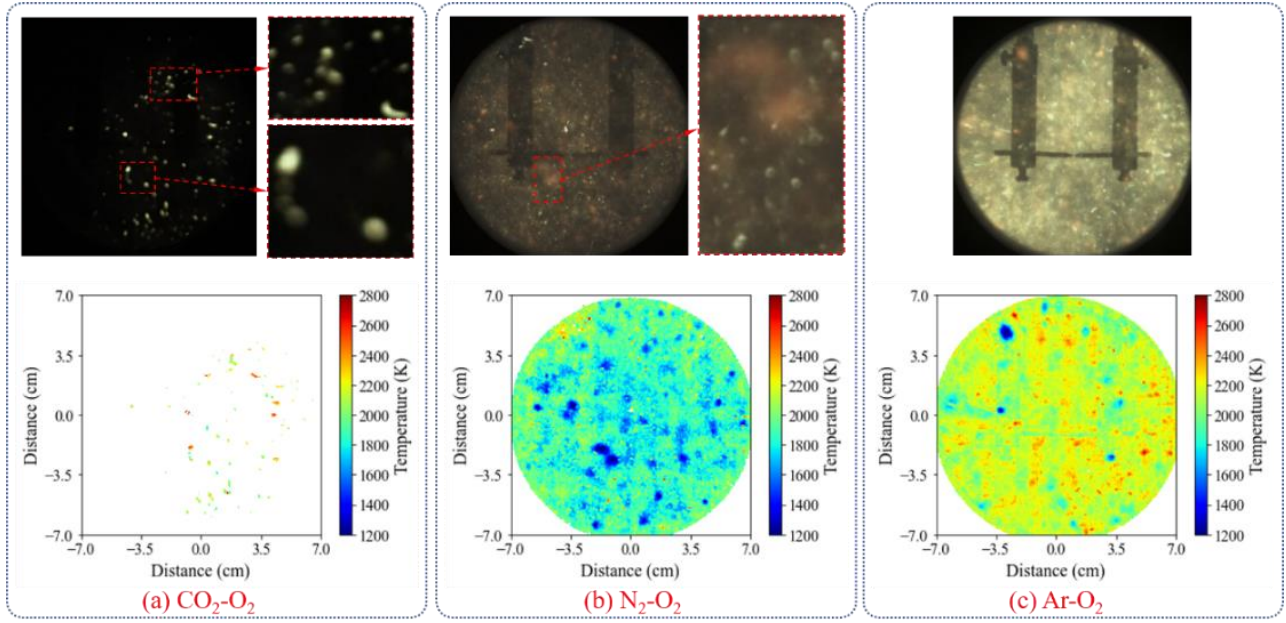 7.0
3.5
0.0
−3.5
−7.0
−7.0 −3.5 0.0 3.5 7.0
Distance (cm)
Distance (cm)
2800
2600
2400
2200
2000
1800
1600
1400
1200
Temperature (K)
(a) CO₂-O₂
7.0
3.5
0.0
−3.5
−7.0
−7.0 −3.5 0.0 3.5 7.0
Distance (cm)
Distance (cm)
2800
2600
2400
2200
2000
1800
1600
1400
1200
Temperature (K)
(b) N₂-O₂
7.0
3.5
0.0
−3.5
−7.0
−7.0 −3.5 0.0 3.5 7.0
Distance (cm)
Distance (cm)
2800
2600
2400
2200
2000
1800
1600
1400
1200
Temperature (K)
(c) Ar-O₂